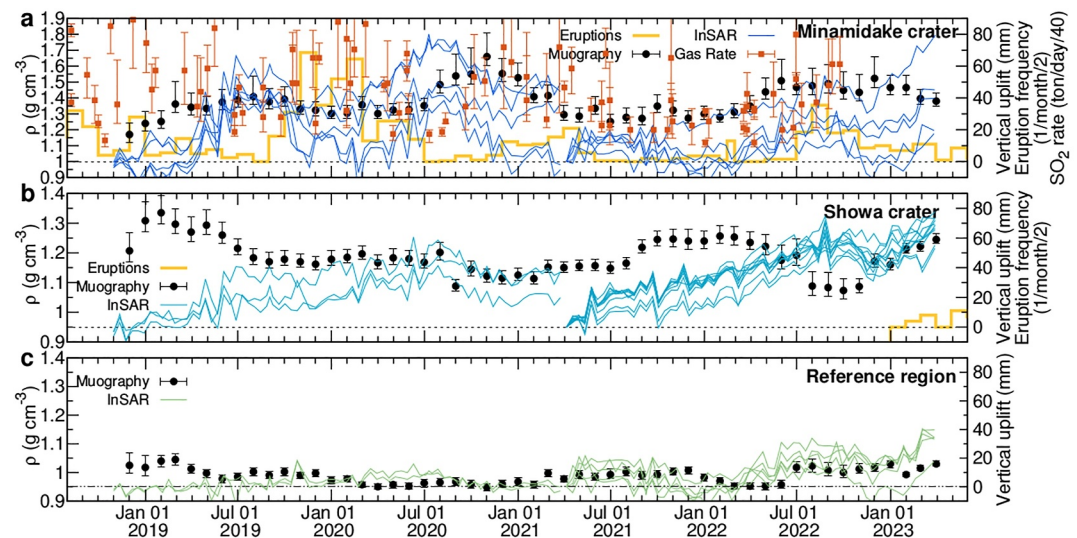 a
Minamidake crater
Eruptions
InSAR
Muography
Gas Rate
1.9
1.8
1.7
1.6
1.5
1.4
1.3
1.2
1.1
1
0.9
ρ (g cm-3)
80
60
40
20
0
Vertical uplift (mm)
Eruption frequency
(1/month/2)
SO2 rate (ton/day/40)
b
Showa crater
Eruptions
Muography
InSAR
1.4
1.3
1.2
1.1
1
0.9
ρ (g cm-3)
80
60
40
20
0
Vertical uplift (mm)
Eruption frequency
(1/month/2)
c
Reference region
Muography
InSAR
1.4
1.3
1.2
1.1
1
0.9
ρ (g cm-3)
80
60
40
20
0
Vertical uplift (mm)
Jan 01 Jul 01 Jan 01 Jul 01 Jan 01 Jul 01 Jan 01 Jul 01 Jan 01
2019 2019 2020 2020 2021 2021 2022 2022 2023